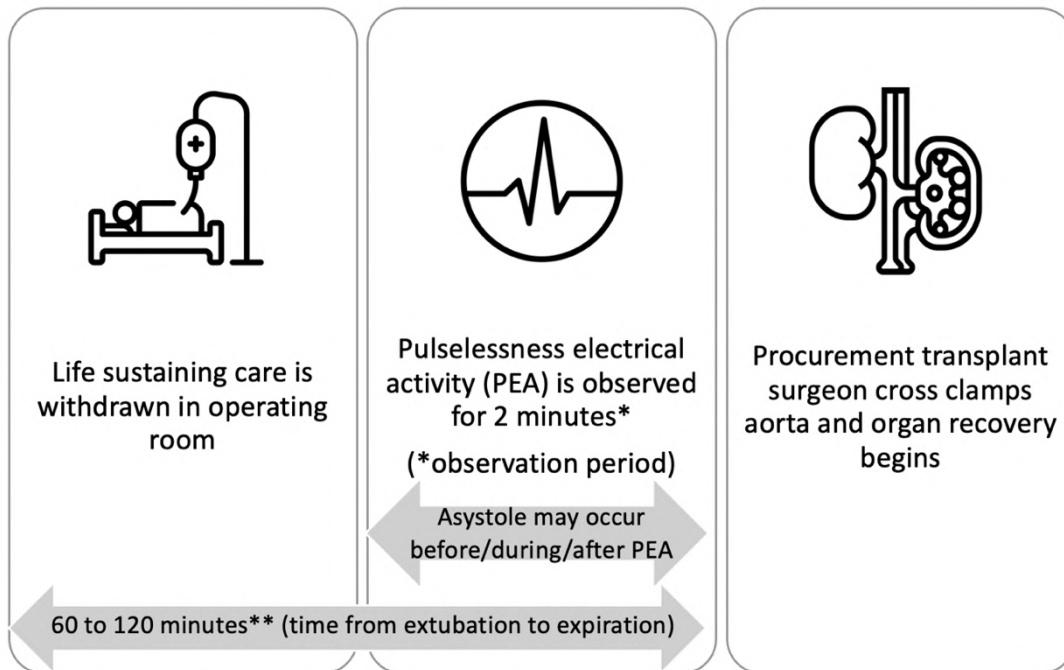 Life sustaining care is
withdrawn in operating
room
Pulselessness electrical
activity (PEA) is observed
for 2 minutes*
(*observation period)
Asystole may occur
before/during/after PEA
Procurement transplant
surgeon cross clamps
aorta and organ recovery
begins
60 to 120 minutes** (time from extubation to expiration)